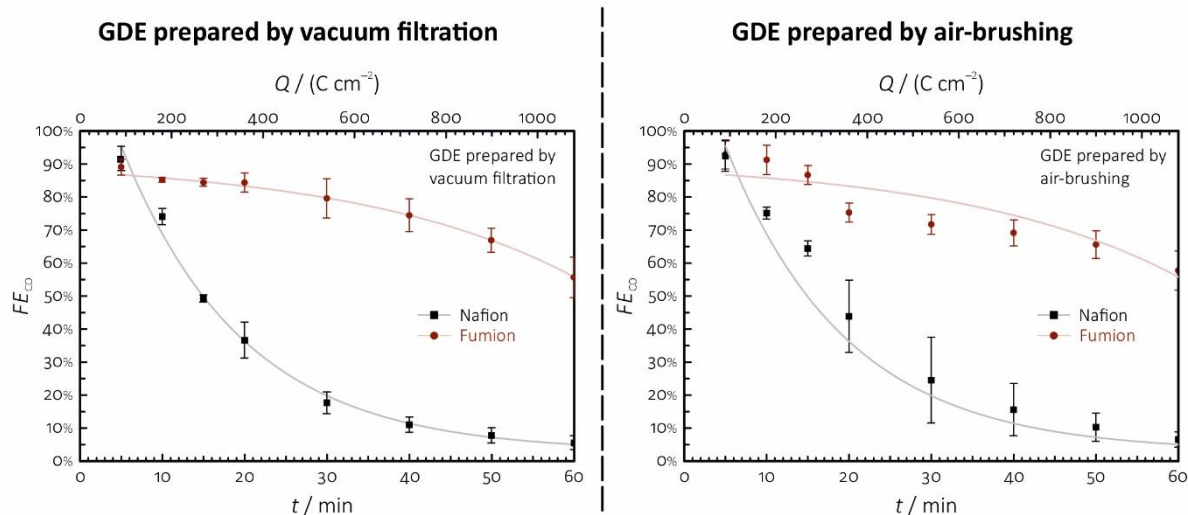 GDE prepared by vacuum filtration
Q / (C cm⁻²)
0 200 400 600 800 1000
100%
90%
80%
70%
60%
50%
40%
30%
20%
10%
0%
FE_CO
GDE prepared by
vacuum filtration
Nafion
Fumion
0 10 20 30 40 50 60
t / min
GDE prepared by air-brushing
Q / (C cm⁻²)
0 200 400 600 800 1000
100%
90%
80%
70%
60%
50%
40%
30%
20%
10%
0%
FE_CO
GDE prepared by
air-brushing
Nafion
Fumion
0 10 20 30 40 50 60
t / min